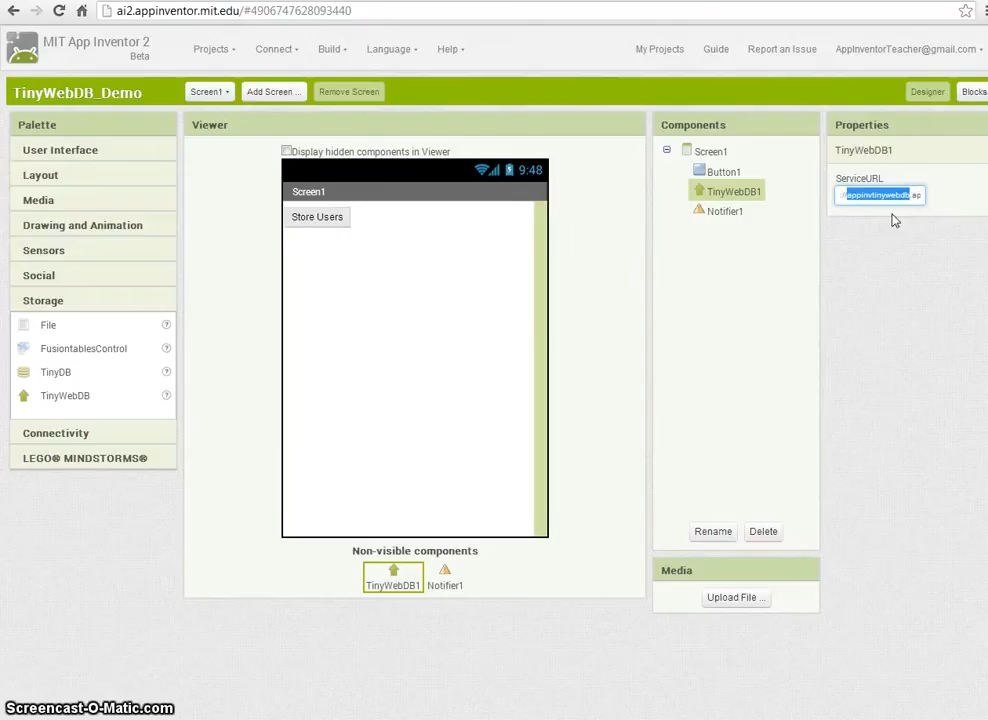 ai2.appinventor.mit.edu/#4906747628093440
MIT App Inventor 2
Beta
Projects
Connect
Build
Language
Help
My Projects
Guide
Report an Issue
AppInventorTeacher@gmail.com
TinyWebDB_Demo
Screen1
Add Screen ...
Remove Screen
Designer
Blocks
Palette
User Interface
Layout
Media
Drawing and Animation
Sensors
Social
Storage
File
FusiontablesControl
TinyDB
TinyWebDB
Connectivity
LEGO® MINDSTORMS®
Viewer
Display hidden components in Viewer
9:48
Screen1
Store Users
Non-visible components
TinyWebDB1
Notifier1
Components
Screen1
Button1
TinyWebDB1
Notifier1
Rename
Delete
Media
Upload File ...
Properties
TinyWebDB1
ServiceURL
://appinvtinywebdb.ap
Screencast-O-Matic.com